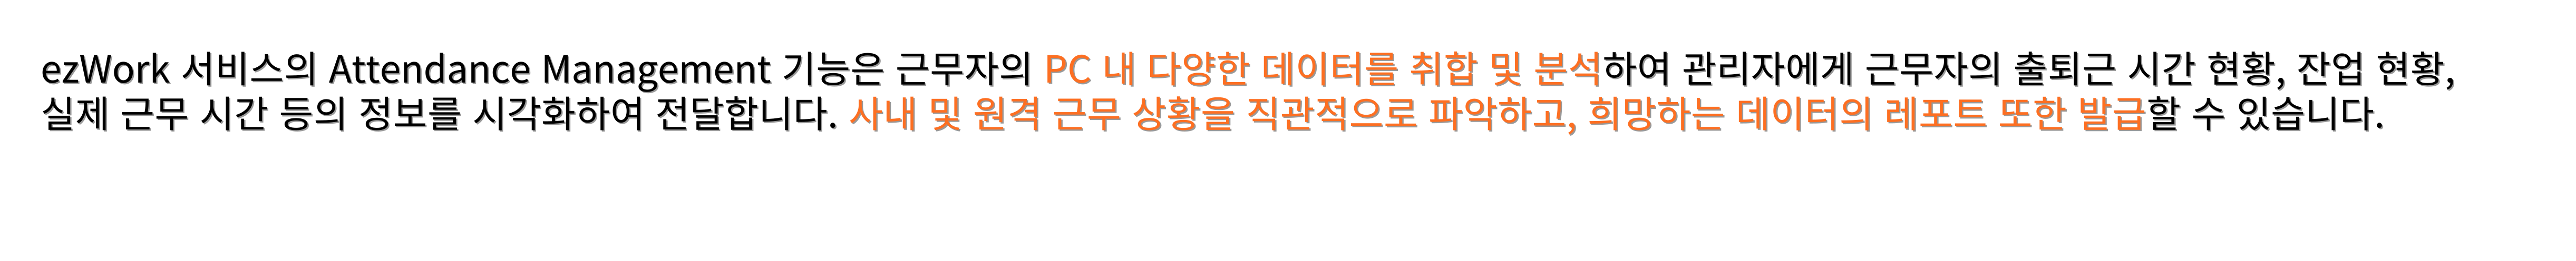 ezWork 서비스의 Attendance Management 기능은 근무자의 PC 내 다양한 데이터를 취합 및 분석하여 관리자에게 근무자의 출퇴근 시간 현황, 잔업 현황,
실제 근무 시간 등의 정보를 시각화하여 전달합니다. 사내 및 원격 근무 상황을 직관적으로 파악하고, 희망하는 데이터의 레포트 또한 발급할 수 있습니다.